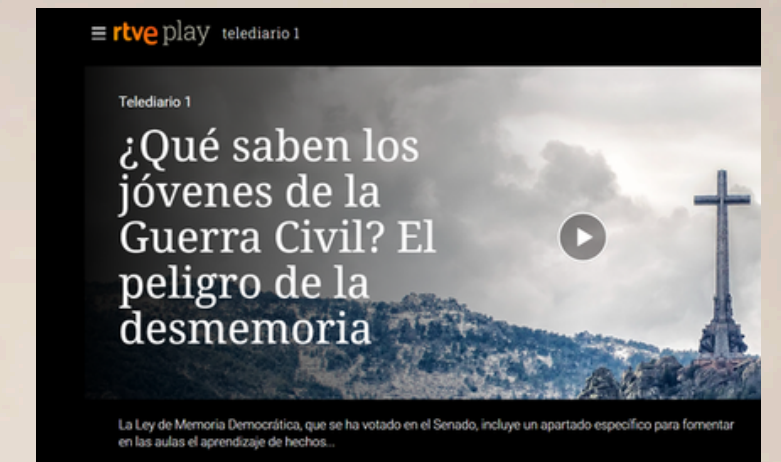 rtve play telediario 1
Telediario 1
¿Qué saben los
jóvenes de la
Guerra Civil? El
peligro de la
desmemoria
La Ley de Memoria Democrática, que se ha votado en el Senado, incluye un apartado específico para fomentar
en las aulas el aprendizaje de hechos...